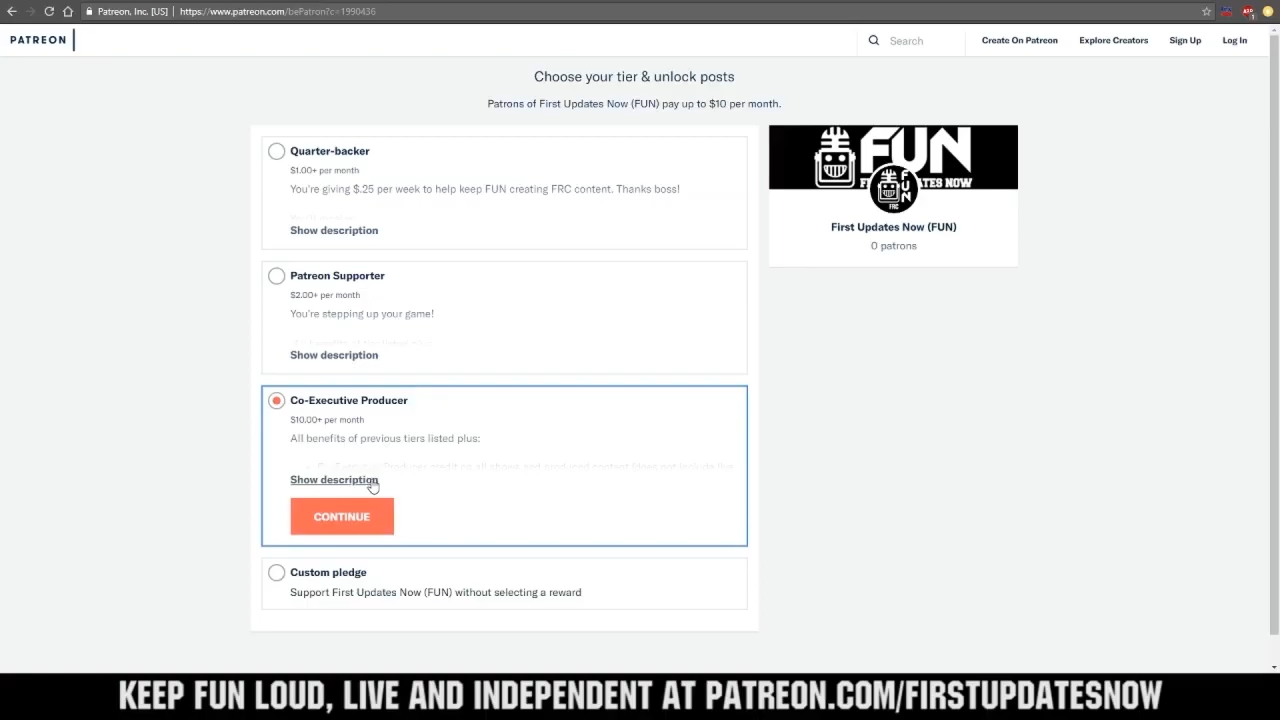 Patreon, Inc. [US] | https://www.patreon.com/bePatron?c=1990436
PATREON
Search
Create On Patreon
Explore Creators
Sign Up
Log In
Choose your tier & unlock posts
Patrons of First Updates Now (FUN) pay up to $10 per month.
Quarter-backer
$1.00+ per month
You're giving $.25 per week to help keep FUN creating FRC content. Thanks boss!
Show description
Patreon Supporter
$2.00+ per month
You're stepping up your game!
Show description
Co-Executive Producer
$10.00+ per month
All benefits of previous tiers listed plus:
Show description
CONTINUE
Custom pledge
Support First Updates Now (FUN) without selecting a reward
FUN
FUN
FRC
First Updates Now (FUN)
0 patrons
KEEP FUN LOUD, LIVE AND INDEPENDENT AT PATREON.COM/FIRSTUPDATESNOW